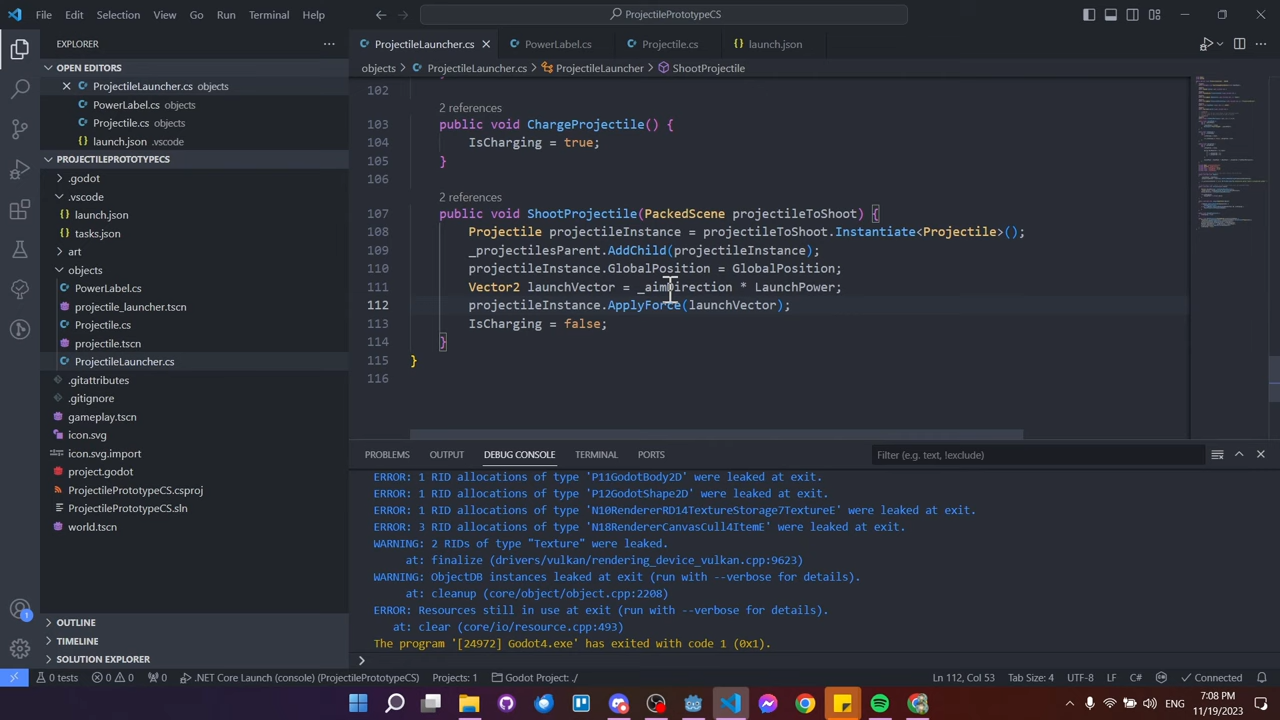 File Edit Selection View Go Run Terminal Help
ProjectilePrototypeCS
EXPLORER
OPEN EDITORS
ProjectileLauncher.cs objects
PowerLabel.cs objects
Projectile.cs objects
launch.json .vscode
PROJECTILEPROTOTYPECS
.godot
.vscode
launch.json
tasks.json
art
objects
PowerLabel.cs
projectile_launcher.tscn
Projectile.cs
projectile.tscn
ProjectileLauncher.cs
.gitattributes
.gitignore
gameplay.tscn
icon.svg
icon.svg.import
project.godot
ProjectilePrototypeCS.csproj
ProjectilePrototypeCS.sln
world.tscn
OUTLINE
TIMELINE
SOLUTION EXPLORER
ProjectileLauncher.cs PowerLabel.cs Projectile.cs launch.json
objects > ProjectileLauncher.cs > ProjectileLauncher > ShootProjectile
102
2 references
103 public void ChargeProjectile() {
104 IsCharging = true;
105 }
106
2 references
107 public void ShootProjectile(PackedScene projectileToShoot) {
108 Projectile projectileInstance = projectileToShoot.Instantiate<Projectile>();
109 _projectilesParent.AddChild(projectileInstance);
110 projectileInstance.GlobalPosition = GlobalPosition;
111 Vector2 launchVector = _aimDirection * LaunchPower;
112 projectileInstance.ApplyForce(launchVector);
113 IsCharging = false;
114 }
115 }
116
PROBLEMS OUTPUT DEBUG CONSOLE TERMINAL PORTS Filter (e.g. text, !exclude)
ERROR: 1 RID allocations of type 'P11GodotBody2D' were leaked at exit.
ERROR: 1 RID allocations of type 'P12GodotShape2D' were leaked at exit.
ERROR: 1 RID allocations of type 'N10RendererRD14TextureStorage7TextureE' were leaked at exit.
ERROR: 3 RID allocations of type 'N18RendererCanvasCull4ItemE' were leaked at exit.
WARNING: 2 RIDs of type "Texture" were leaked.
at: finalize (drivers/vulkan/rendering_device_vulkan.cpp:9623)
WARNING: ObjectDB instances leaked at exit (run with --verbose for details).
at: cleanup (core/object/object.cpp:2208)
ERROR: Resources still in use at exit (run with --verbose for details).
at: clear (core/io/resource.cpp:493)
The program '[24972] Godot4.exe' has exited with code 1 (0x1).
1
0 tests 0 0 0 .NET Core Launch (console) (ProjectilePrototypeCS) Projects: 1 Godot Project: ./ Ln 112, Col 53 Tab Size: 4 UTF-8 LF C# Connected
7:08 PM
11/19/2023